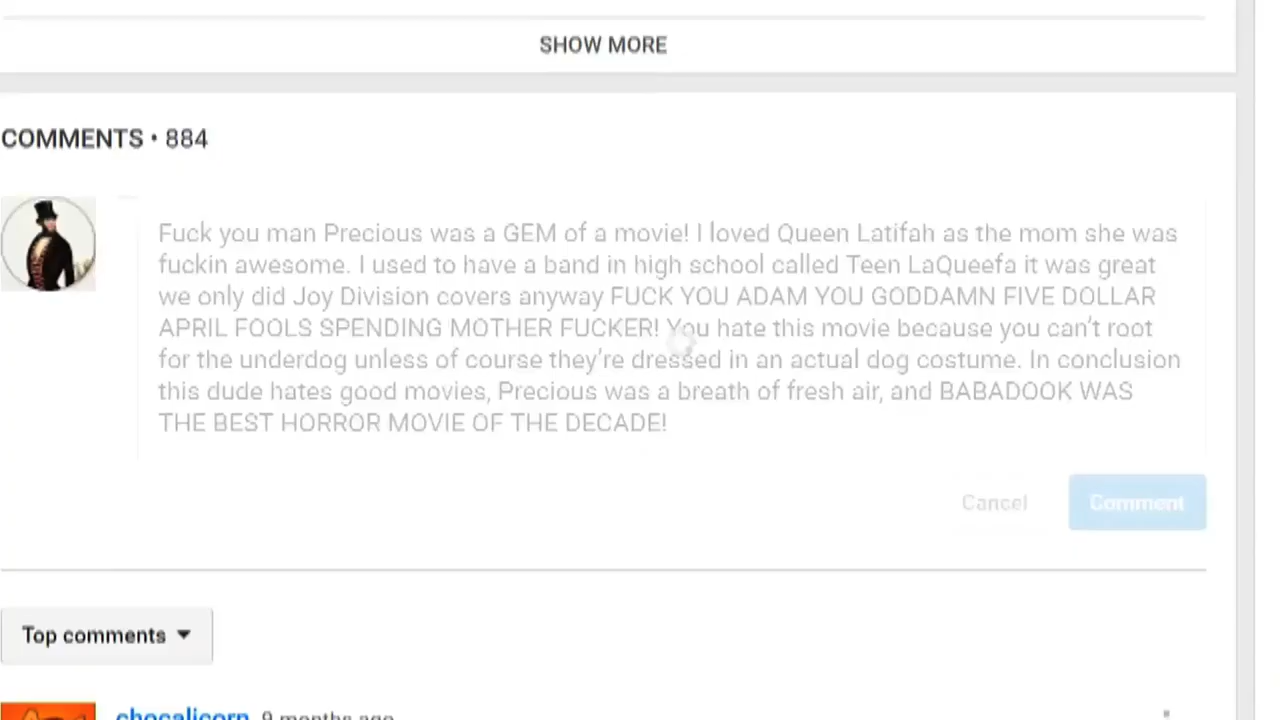 SHOW MORE
COMMENTS • 884
Fuck you man Precious was a GEM of a movie! I loved Queen Latifah as the mom she was
fuckin awesome. I used to have a band in high school called Teen LaQueefa it was great
we only did Joy Division covers anyway FUCK YOU ADAM YOU GODDAMN FIVE DOLLAR
APRIL FOOLS SPENDING MOTHER FUCKER! You hate this movie because you can't root
for the underdog unless of course they're dressed in an actual dog costume. In conclusion
this dude hates good movies, Precious was a breath of fresh air, and BABADOOK WAS
THE BEST HORROR MOVIE OF THE DECADE!
Cancel Comment
Top comments
chocalicorn 9 months ago